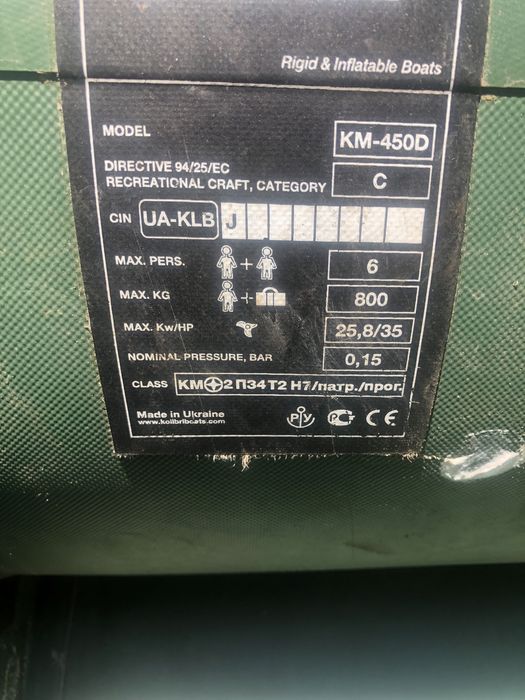 Rigid & Inflatable Boats
MODEL KM-450D
DIRECTIVE 94/25/EC
RECREATIONAL CRAFT, CATEGORY C
CIN UA-KLB J
MAX. PERS. + 6
MAX. KG + 800
MAX. Kw/HP 25,8/35
NOMINAL PRESSURE, BAR 0,15
CLASS КМ 2 П34 Т2 Н7/патр./прог.
Made in Ukraine
www.kolibriboats.com
РУ РС CE